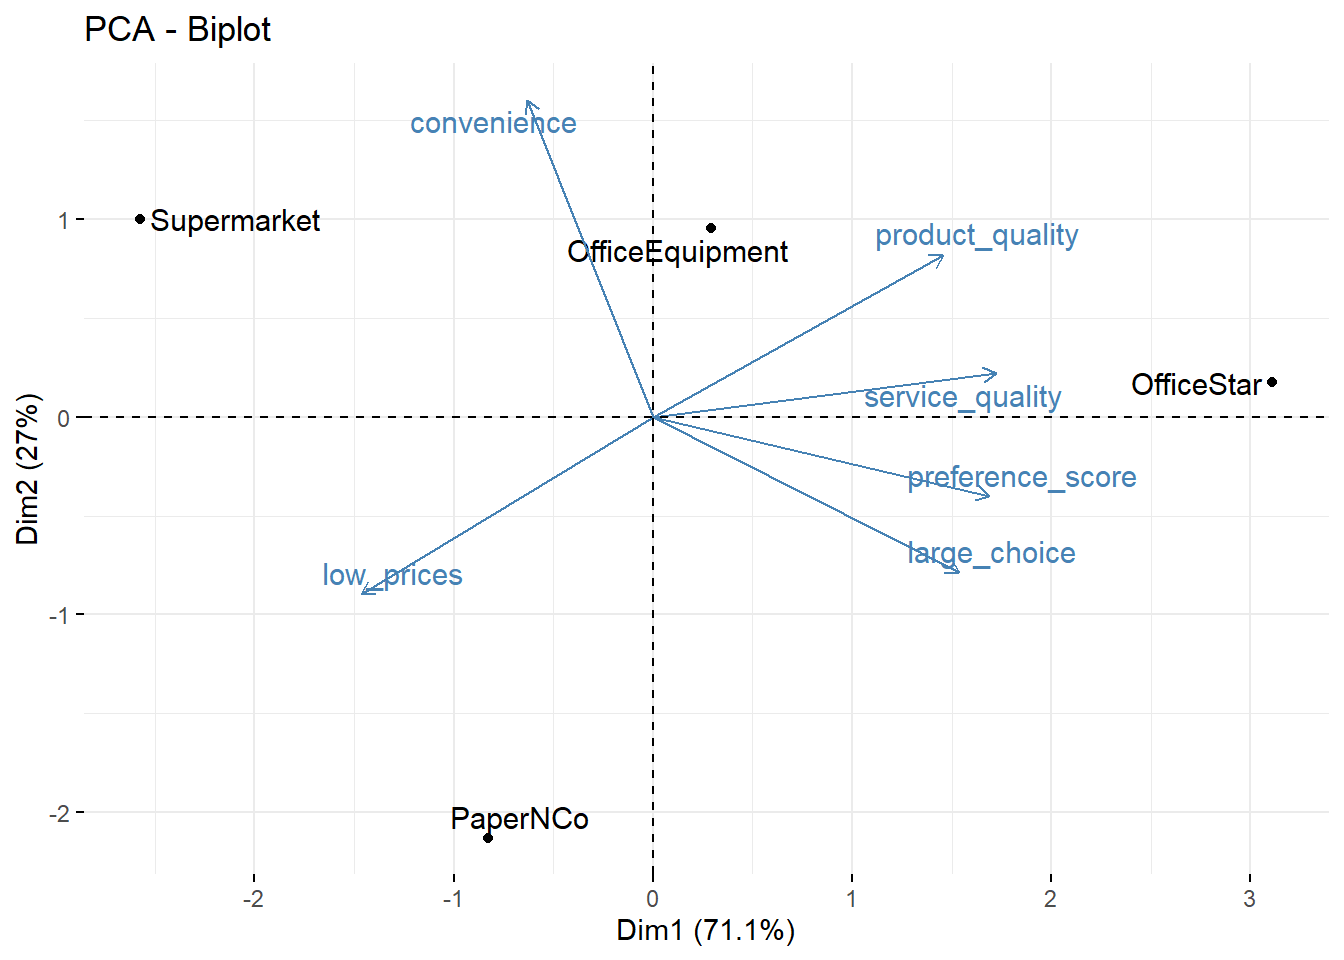 PCA - Biplot
convenience
Supermarket
OfficeEquipment
product_quality
OfficeStar
service_quality
preference_score
large_choice
low_prices
PaperNCo
1
0
-1
-2
Dim2 (27%)
-2
-1
0
1
2
3
Dim1 (71.1%)